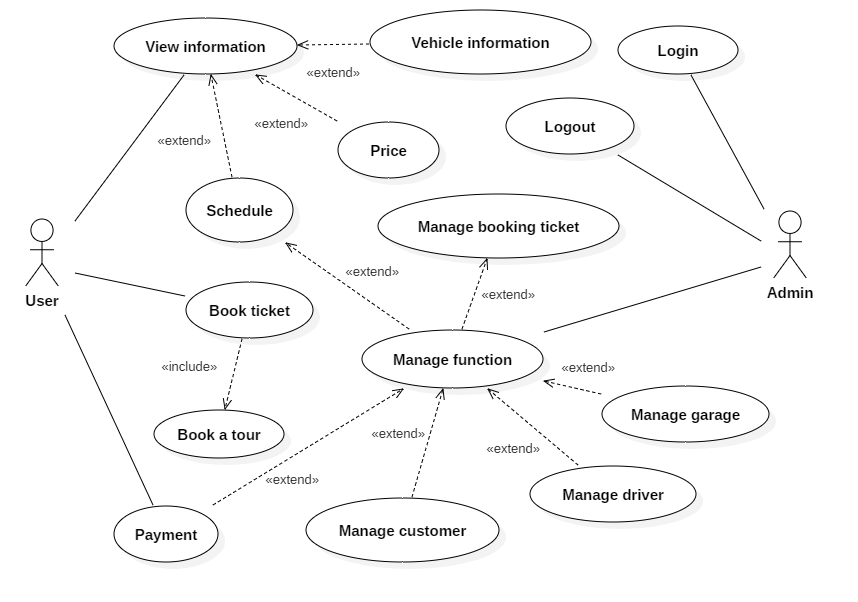 View information
Vehicle information
Login
«extend»
«extend»
Logout
«extend»
Price
Schedule
Manage booking ticket
«extend»
User
Admin
«extend»
Book ticket
Manage function
«include»
«extend»
Manage garage
Book a tour
«extend»
«extend»
«extend»
Manage driver
Payment
Manage customer